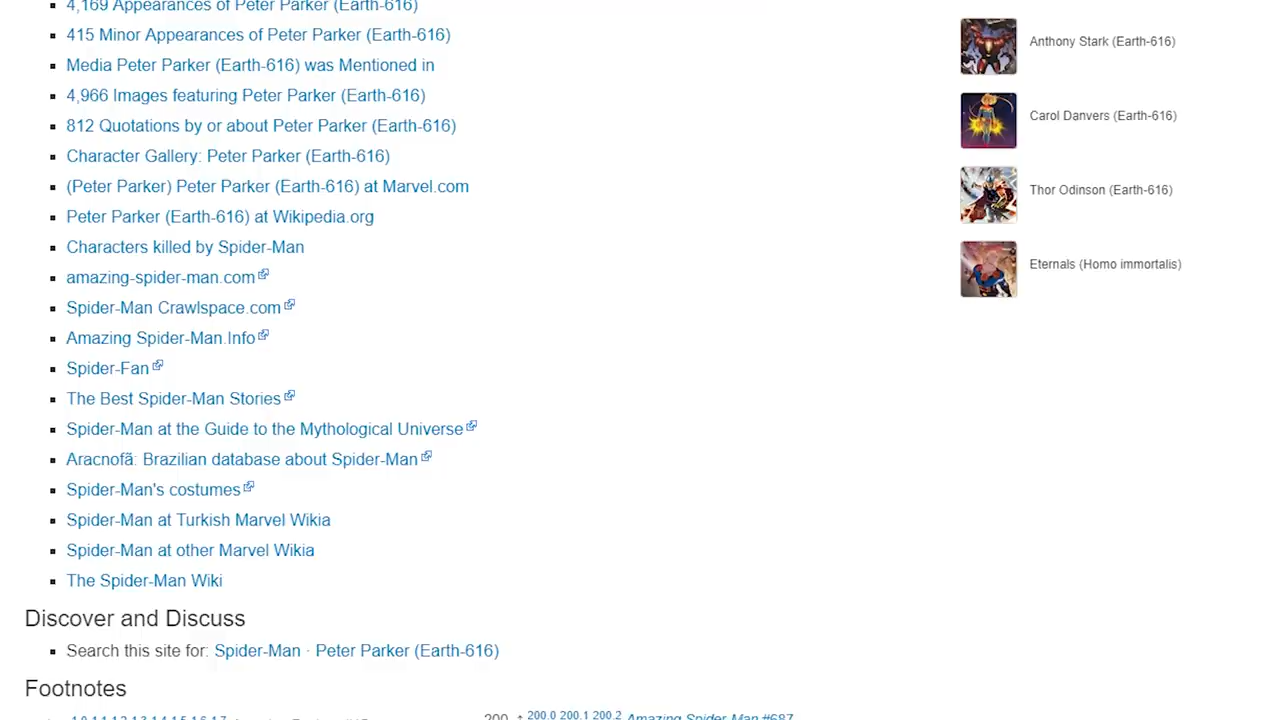 4,169 Appearances of Peter Parker (Earth-616)
415 Minor Appearances of Peter Parker (Earth-616)
Media Peter Parker (Earth-616) was Mentioned in
4,966 Images featuring Peter Parker (Earth-616)
812 Quotations by or about Peter Parker (Earth-616)
Character Gallery: Peter Parker (Earth-616)
(Peter Parker) Peter Parker (Earth-616) at Marvel.com
Peter Parker (Earth-616) at Wikipedia.org
Characters killed by Spider-Man
amazing-spider-man.com
Spider-Man Crawlspace.com
Amazing Spider-Man.Info
Spider-Fan
The Best Spider-Man Stories
Spider-Man at the Guide to the Mythological Universe
Aracnofã: Brazilian database about Spider-Man
Spider-Man's costumes
Spider-Man at Turkish Marvel Wikia
Spider-Man at other Marvel Wikia
The Spider-Man Wiki
Discover and Discuss
Search this site for: Spider-Man · Peter Parker (Earth-616)
Footnotes
200. ↑ 200.0 200.1 200.2 Amazing Spider-Man #687
Anthony Stark (Earth-616)
Carol Danvers (Earth-616)
Thor Odinson (Earth-616)
Eternals (Homo immortalis)